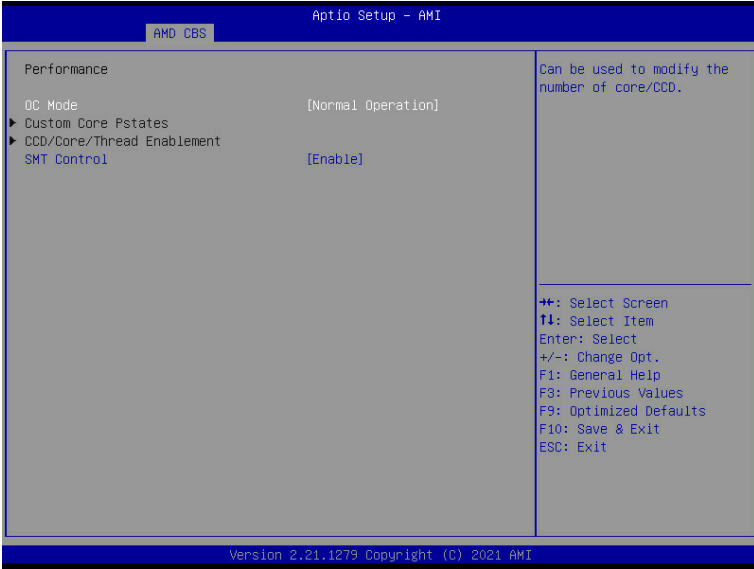 Aptio Setup – AMI
AMD CBS
Performance
OC Mode [Normal Operation]
Custom Core Pstates
CCD/Core/Thread Enablement
SMT Control [Enable]
Can be used to modify the
number of core/CCD.
→←: Select Screen
↑↓: Select Item
Enter: Select
+/-: Change Opt.
F1: General Help
F3: Previous Values
F9: Optimized Defaults
F10: Save & Exit
ESC: Exit
Version 2.21.1279 Copyright (C) 2021 AMI